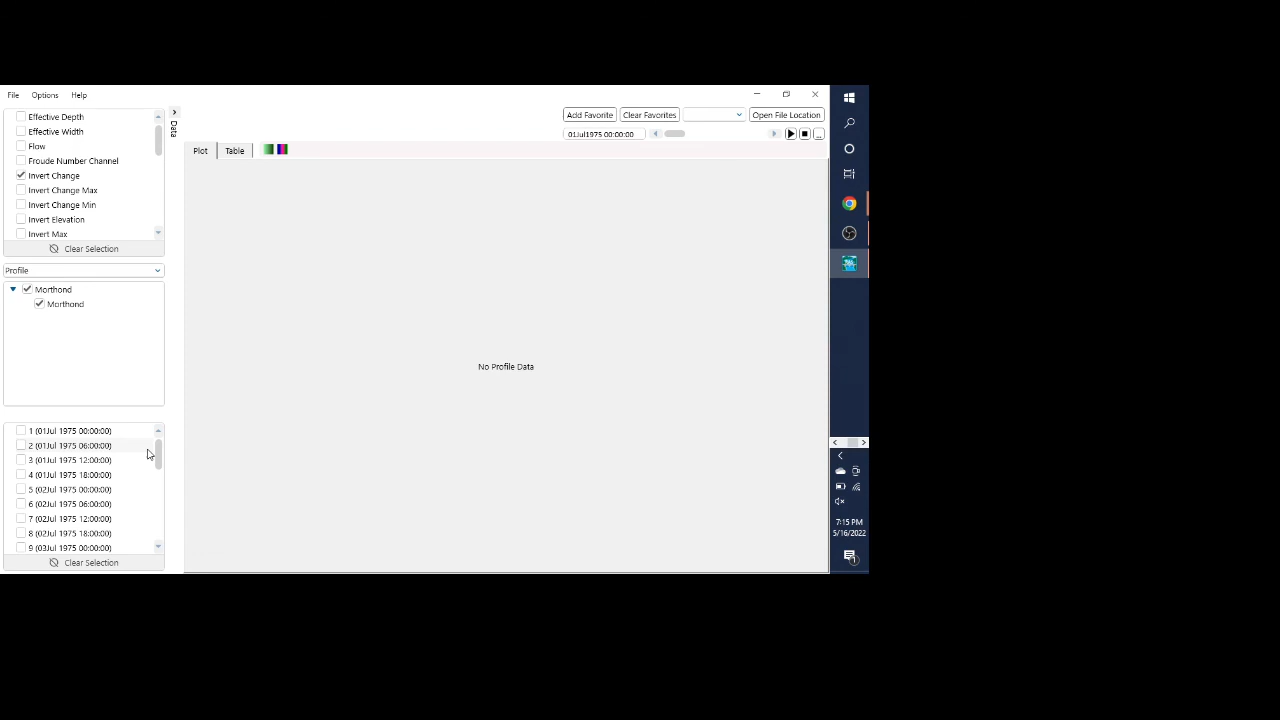 File Options Help
Effective Depth
Effective Width
Flow
Froude Number Channel
Invert Change
Invert Change Max
Invert Change Min
Invert Elevation
Invert Max
Clear Selection
Profile
Morthond
Morthond
1 (01Jul 1975 00:00:00)
2 (01Jul 1975 06:00:00)
3 (01Jul 1975 12:00:00)
4 (01Jul 1975 18:00:00)
5 (02Jul 1975 00:00:00)
6 (02Jul 1975 06:00:00)
7 (02Jul 1975 12:00:00)
8 (02Jul 1975 18:00:00)
9 (03Jul 1975 00:00:00)
Clear Selection
Data
Add Favorite Clear Favorites Open File Location
01Jul1975 00:00:00 ...
Plot Table
No Profile Data
7:15 PM
5/16/2022
1